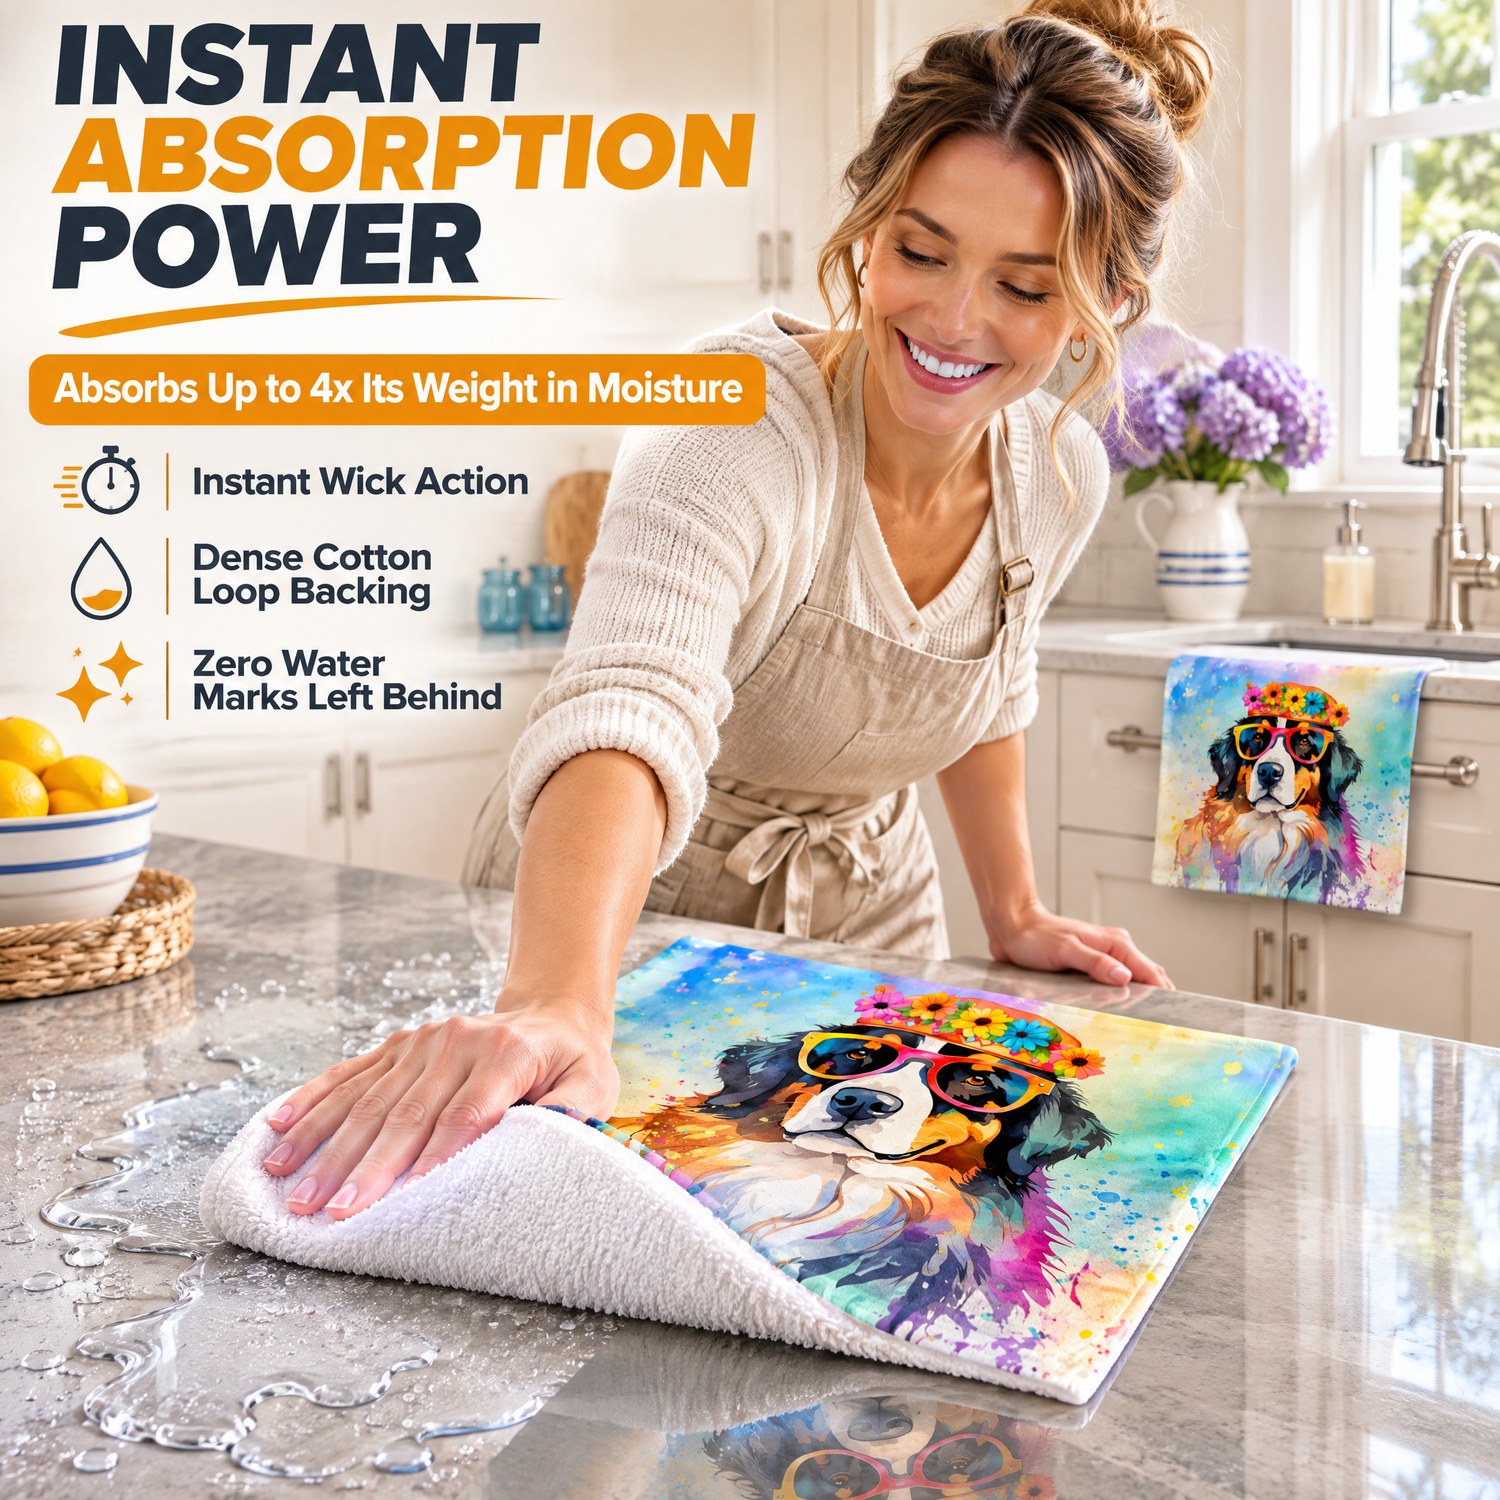 INSTANT
ABSORPTION
POWER
Absorbs Up to 4x Its Weight in Moisture
Instant Wick Action
Dense Cotton
Loop Backing
Zero Water
Marks Left Behind